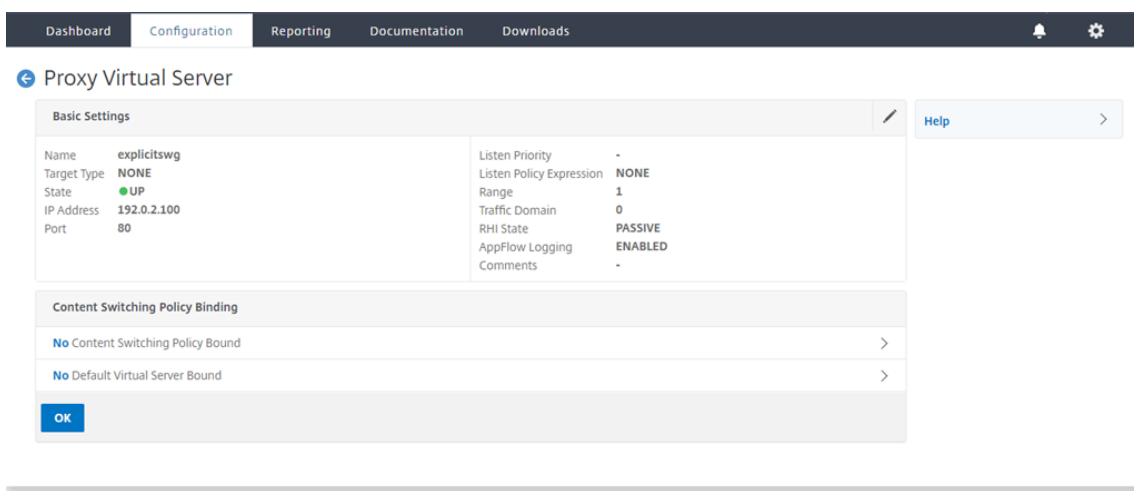 Dashboard Configuration Reporting Documentation Downloads
Proxy Virtual Server
Basic Settings
Help
Name explicitswg
Target Type NONE
State UP
IP Address 192.0.2.100
Port 80
Listen Priority -
Listen Policy Expression NONE
Range 1
Traffic Domain 0
RHI State PASSIVE
AppFlow Logging ENABLED
Comments -
Content Switching Policy Binding
No Content Switching Policy Bound
No Default Virtual Server Bound
OK